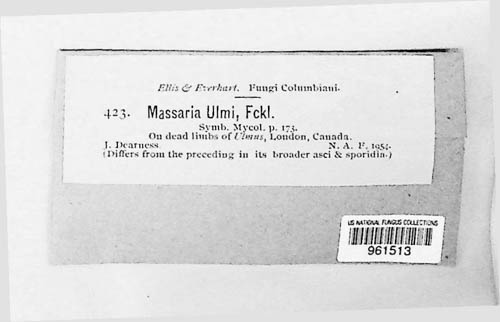 Ellis & Everhart. Fungi Columbiani.
423. Massaria Ulmi, Fckl.
Symb. Mycol. p. 173.
On dead limbs of Ulmus, London, Canada.
J. Dearness. N. A. F. 1954.
(Differs from the preceding in its broader asci & sporidia.)
US NATIONAL FUNGUS COLLECTIONS
961513